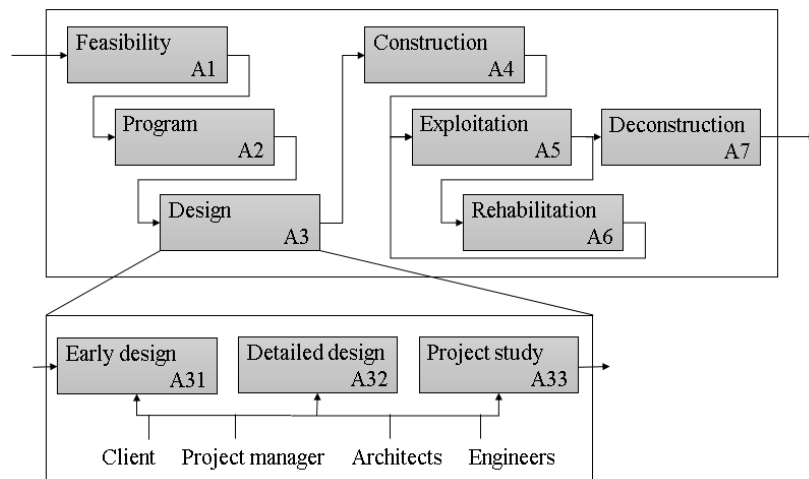 Feasibility
A1
Program
A2
Design
A3
Construction
A4
Exploitation
A5
Rehabilitation
A6
Deconstruction
A7
Early design
A31
Detailed design
A32
Project study
A33
Client Project manager Architects Engineers